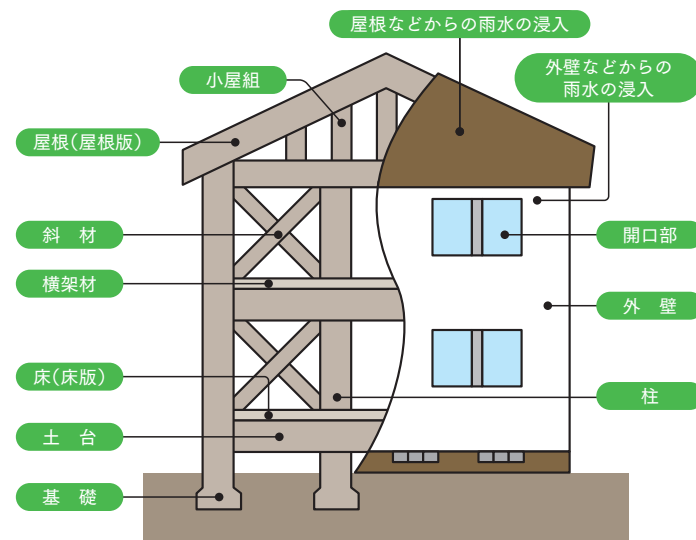 屋根などからの雨水の浸入
外壁などからの
雨水の浸入
小屋組
屋根(屋根版)
斜 材
開口部
横架材
外 壁
床(床版)
柱
土 台
基 礎